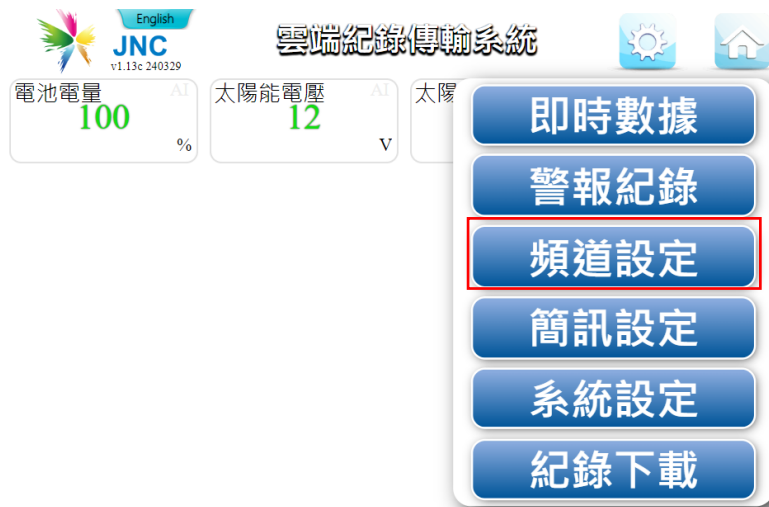 English
JNC
v1.13c 240329
雲端紀錄傳輸系統
電池電量 AI
100
%
太陽能電壓 AI
12
V
太陽
即時數據
警報紀錄
頻道設定
簡訊設定
系統設定
紀錄下載